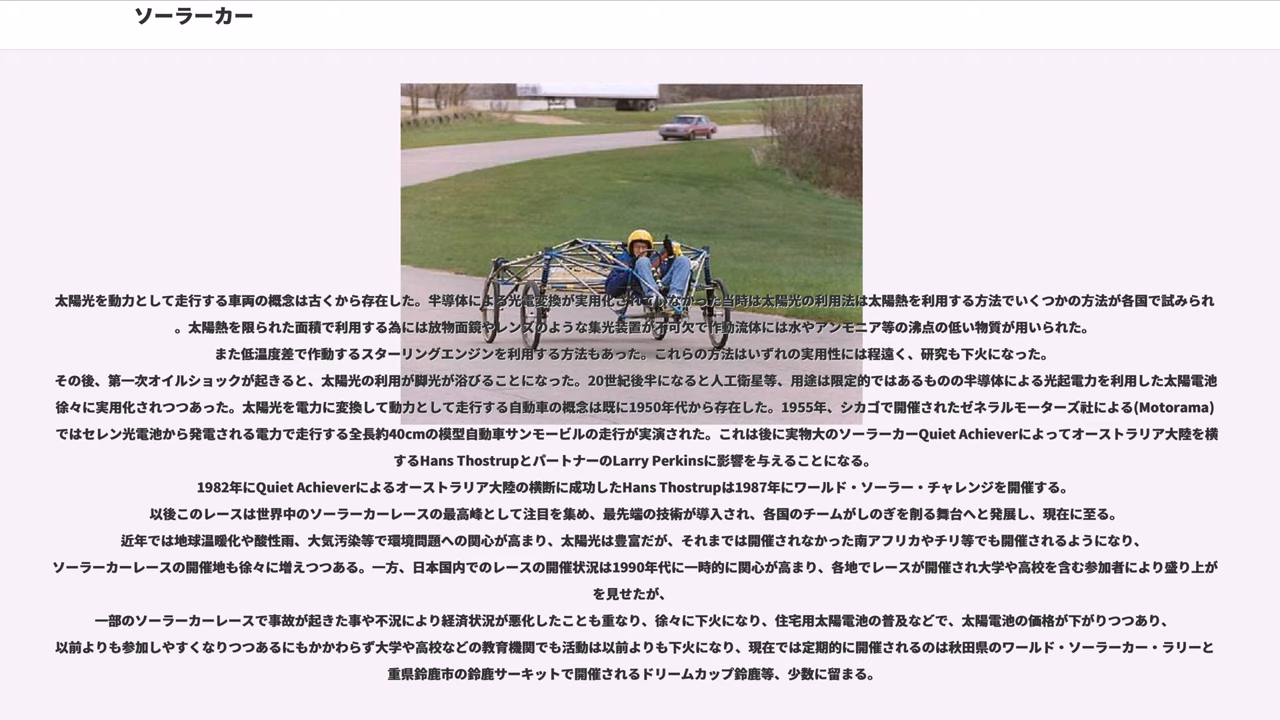 ソーラーカー
太陽光を動力として走行する車両の概念は古くから存在した。半導体による光電変換が実用化されていなかった当時は太陽光の利用法は太陽熱を利用する方法でいくつかの方法が各国で試みられ
。太陽熱を限られた面積で利用する為には放物面鏡やレンズのような集光装置が不可欠で作動流体には水やアンモニア等の沸点の低い物質が用いられた。
また低温度差で作動するスターリングエンジンを利用する方法もあった。これらの方法はいずれの実用性には程遠く、研究も下火になった。
その後、第一次オイルショックが起きると、太陽光の利用が脚光が浴びることになった。20世紀後半になると人工衛星等、用途は限定的ではあるものの半導体による光起電力を利用した太陽電池
徐々に実用化されつつあった。太陽光を電力に変換して動力として走行する自動車の概念は既に1950年代から存在した。1955年、シカゴで開催されたゼネラルモーターズ社による(Motorama)
ではセレン光電池から発電される電力で走行する全長約40cmの模型自動車サンモービルの走行が実演された。これは後に実物大のソーラーカーQuiet Achieverによってオーストラリア大陸を横
するHans ThostrupとパートナーのLarry Perkinsに影響を与えることになる。
1982年にQuiet Achieverによるオーストラリア大陸の横断に成功したHans Thostrupは1987年にワールド・ソーラー・チャレンジを開催する。
以後このレースは世界中のソーラーカーレースの最高峰として注目を集め、最先端の技術が導入され、各国のチームがしのぎを創る舞台へと発展し、現在に至る。
近年では地球温暖化や酸性雨、大気汚染等で環境問題への関心が高まり、太陽光は豊富だが、それまでは開催されなかった南アフリカやチリ等でも開催されるようになり、
ソーラーカーレースの開催地も徐々に増えつつある。一方、日本国内でのレースの開催状況は1990年代に一時的に関心が高まり、各地でレースが開催され大学や高校を含む参加者により盛り上が
を見せたが、
一部のソーラーカーレースで事故が起きた事や不況により経済状況が悪化したことも重なり、徐々に下火になり、住宅用太陽電池の普及などで、太陽電池の価格が下がりつつあり、
以前よりも参加しやすくなりつつあるにもかかわらず大学や高校などの教育機関でも活動は以前よりも下火になり、現在では定期的に開催されるのは秋田県のワールド・ソーラーカー・ラリーと
重県鈴鹿市の鈴鹿サーキットで開催されるドリームカップ鈴鹿等、少数に留まる。